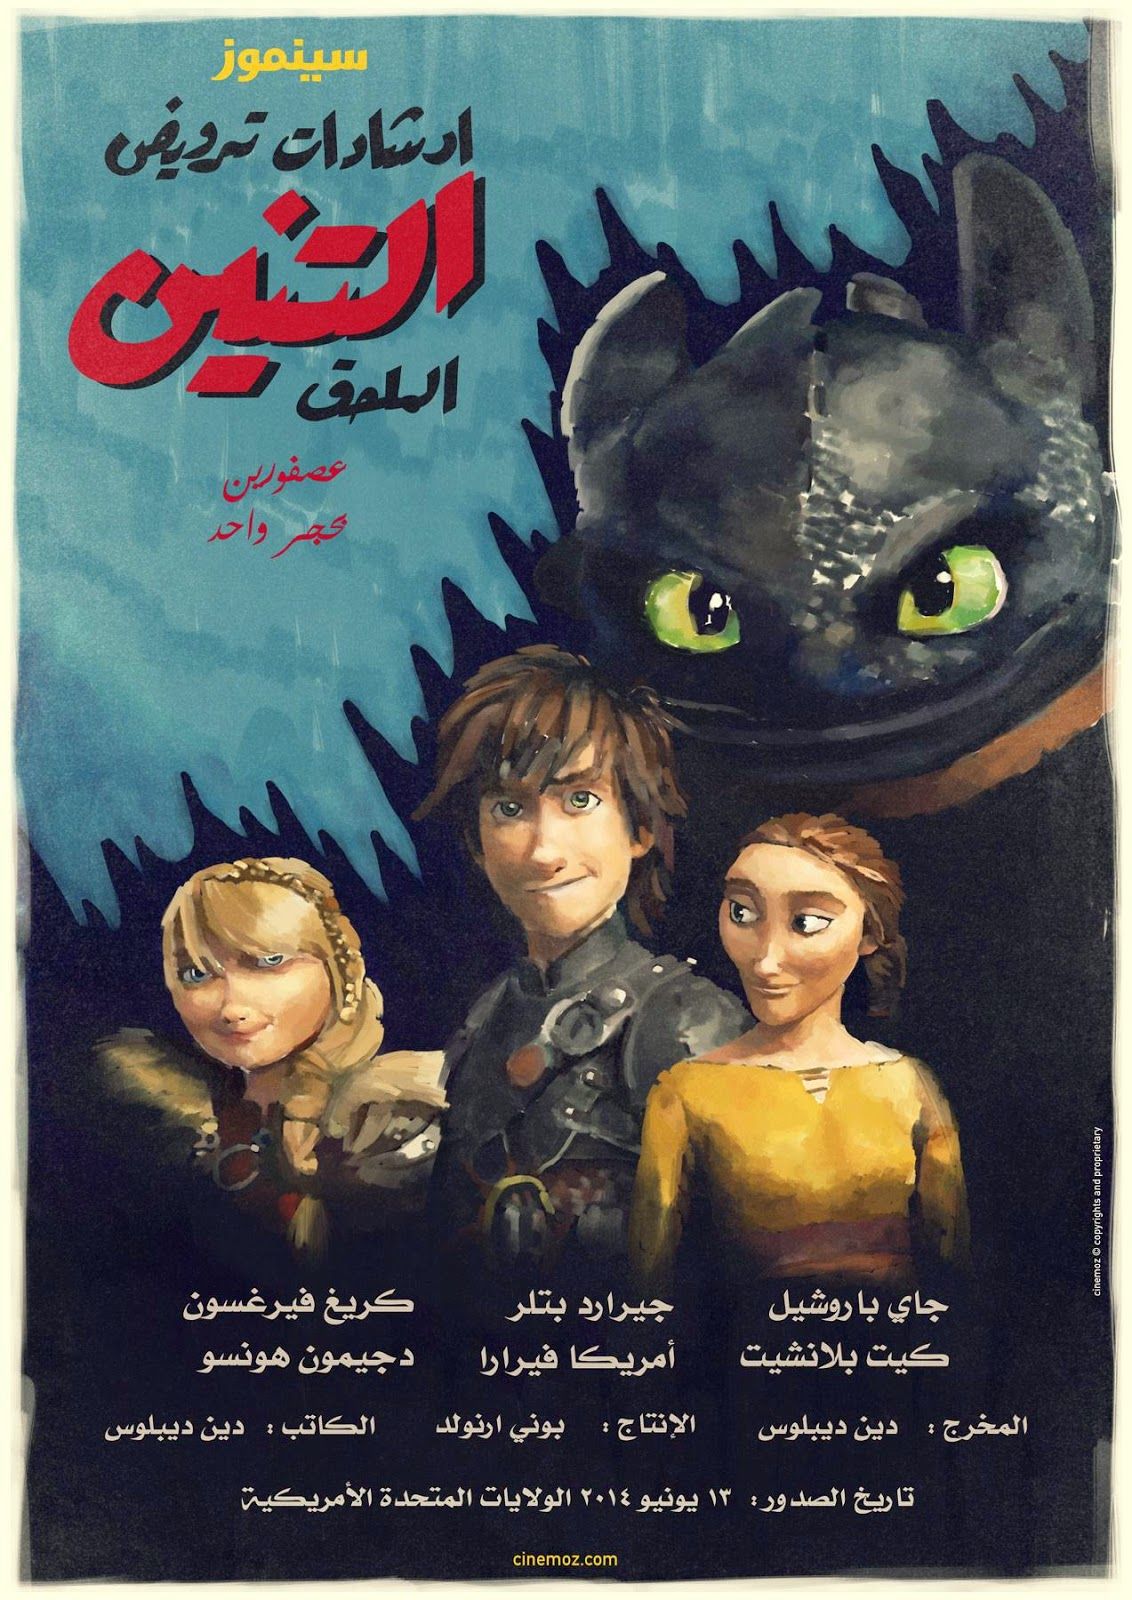 سينموز
ادشادات ترويض
التنين
الملحق
عصفورين
بحجر واحد
جاي باروشيل جيرارد بتلر كريغ فيرغسون
كيت بلانشيت أمريكا فيرارا دجيمون هونسو
المخرج : دين ديبلوس الإنتاج : بوني ارنولد الكاتب : دين ديبلوس
تاريخ الصدور: ١٣ يونيو ٢٠١٤ الولايات المتحدة الأمريكية
cinemoz.com
cinemoz © copyrights and proprietary